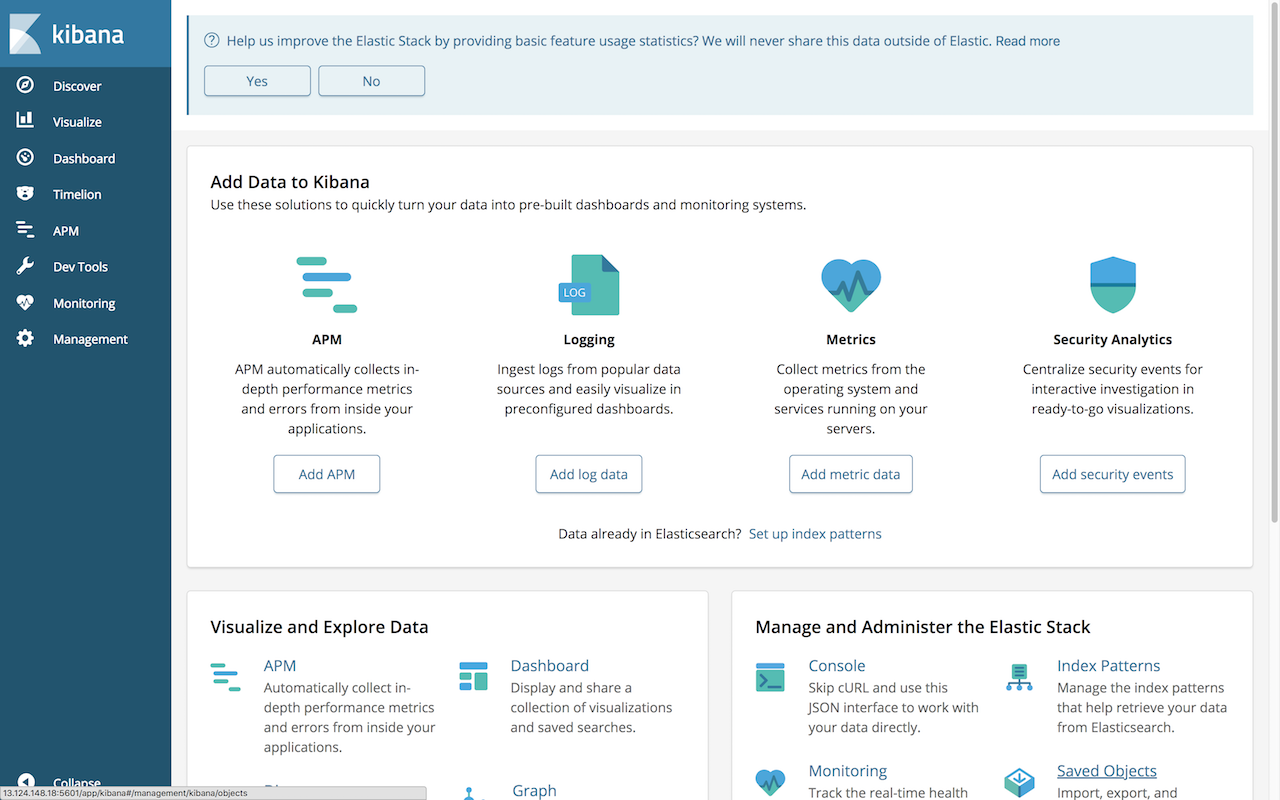 kibana
Discover
Visualize
Dashboard
Timelion
APM
Dev Tools
Monitoring
Management
Collapse
Help us improve the Elastic Stack by providing basic feature usage statistics? We will never share this data outside of Elastic. Read more
Yes
No
Add Data to Kibana
Use these solutions to quickly turn your data into pre-built dashboards and monitoring systems.
APM
APM automatically collects in-
depth performance metrics
and errors from inside your
applications.
Add APM
LOG
Logging
Ingest logs from popular data
sources and easily visualize in
preconfigured dashboards.
Add log data
Metrics
Collect metrics from the
operating system and
services running on your
servers.
Add metric data
Security Analytics
Centralize security events for
interactive investigation in
ready-to-go visualizations.
Add security events
Data already in Elasticsearch? Set up index patterns
Visualize and Explore Data
APM
Automatically collect in-
depth performance metrics
and errors from inside your
applications.
Dashboard
Display and share a
collection of visualizations
and saved searches.
Graph
Manage and Administer the Elastic Stack
Console
Skip cURL and use this
JSON interface to work with
your data directly.
Index Patterns
Manage the index patterns
that help retrieve your data
from Elasticsearch.
Monitoring
Track the real-time health
Saved Objects
Import, export, and
13.124.148.18:5601/app/kibana#/management/kibana/objects